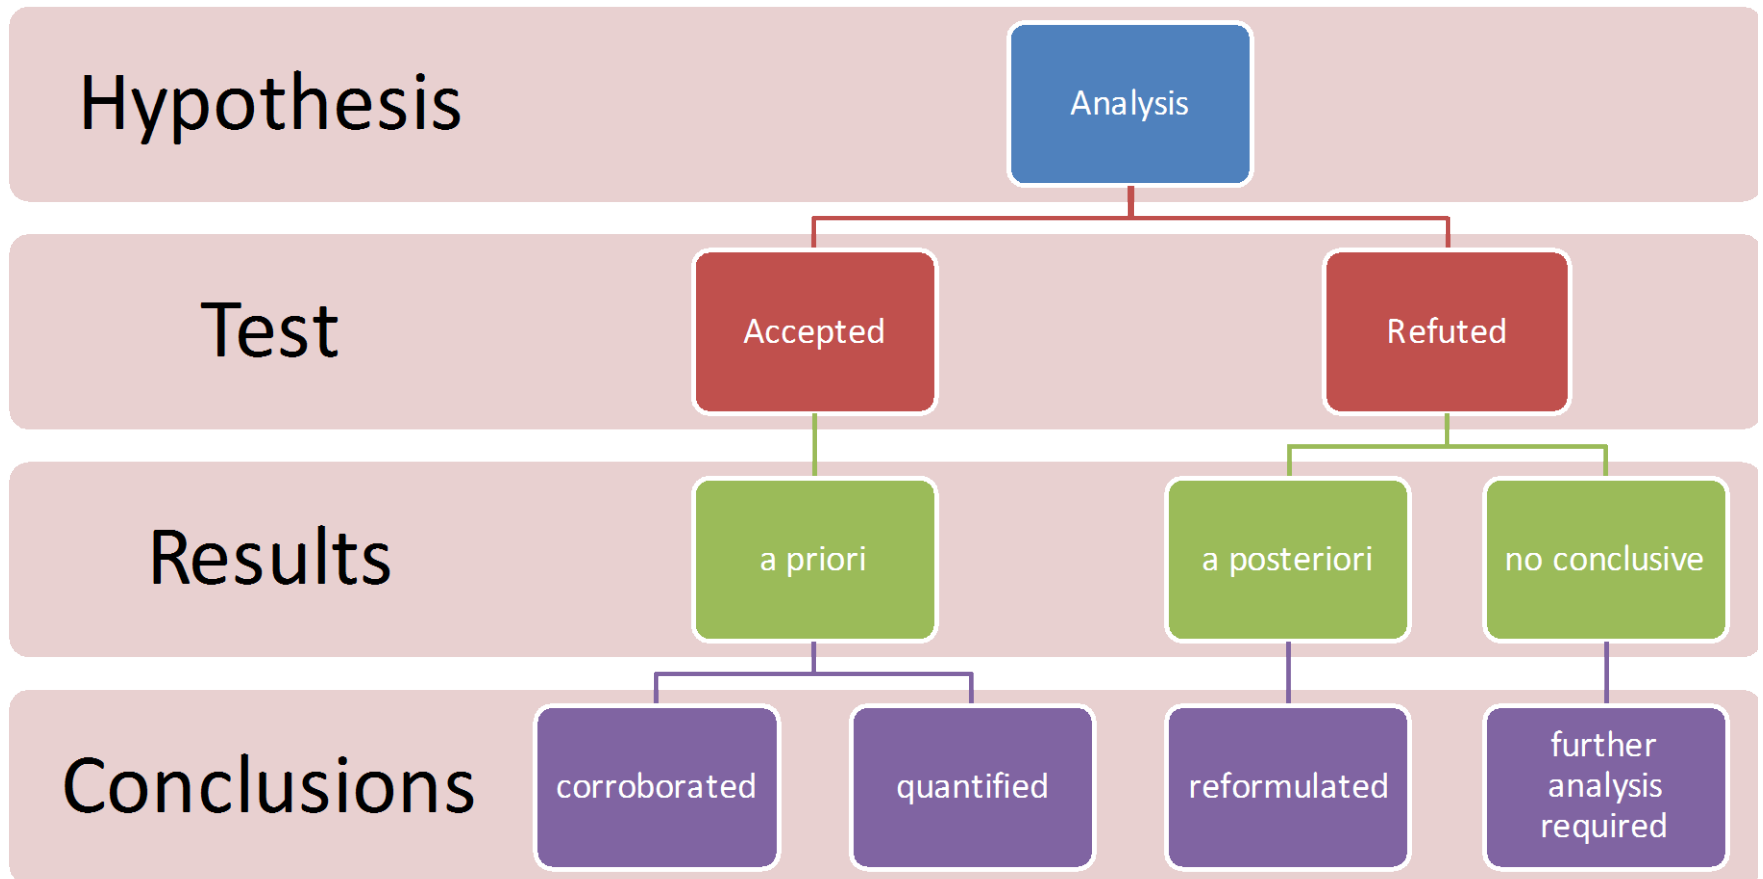 Hypothesis
Analysis
Test
Accepted
Refuted
Results
a priori
a posteriori
no conclusive
Conclusions
corroborated
quantified
reformulated
further
analysis
required